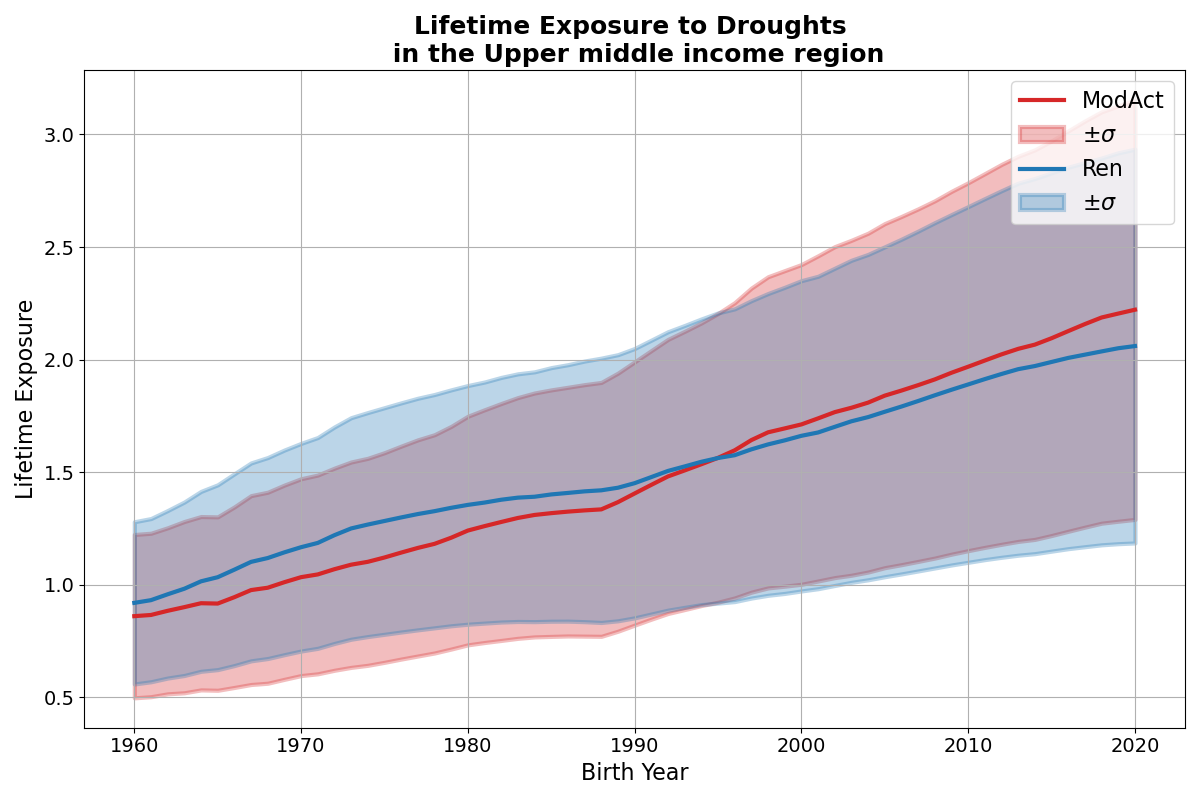 Lifetime Exposure to Droughts
in the Upper middle income region
ModAct
±σ
Ren
±σ
Lifetime Exposure
3.0
2.5
2.0
1.5
1.0
0.5
1960
1970
1980
1990
2000
2010
2020
Birth Year